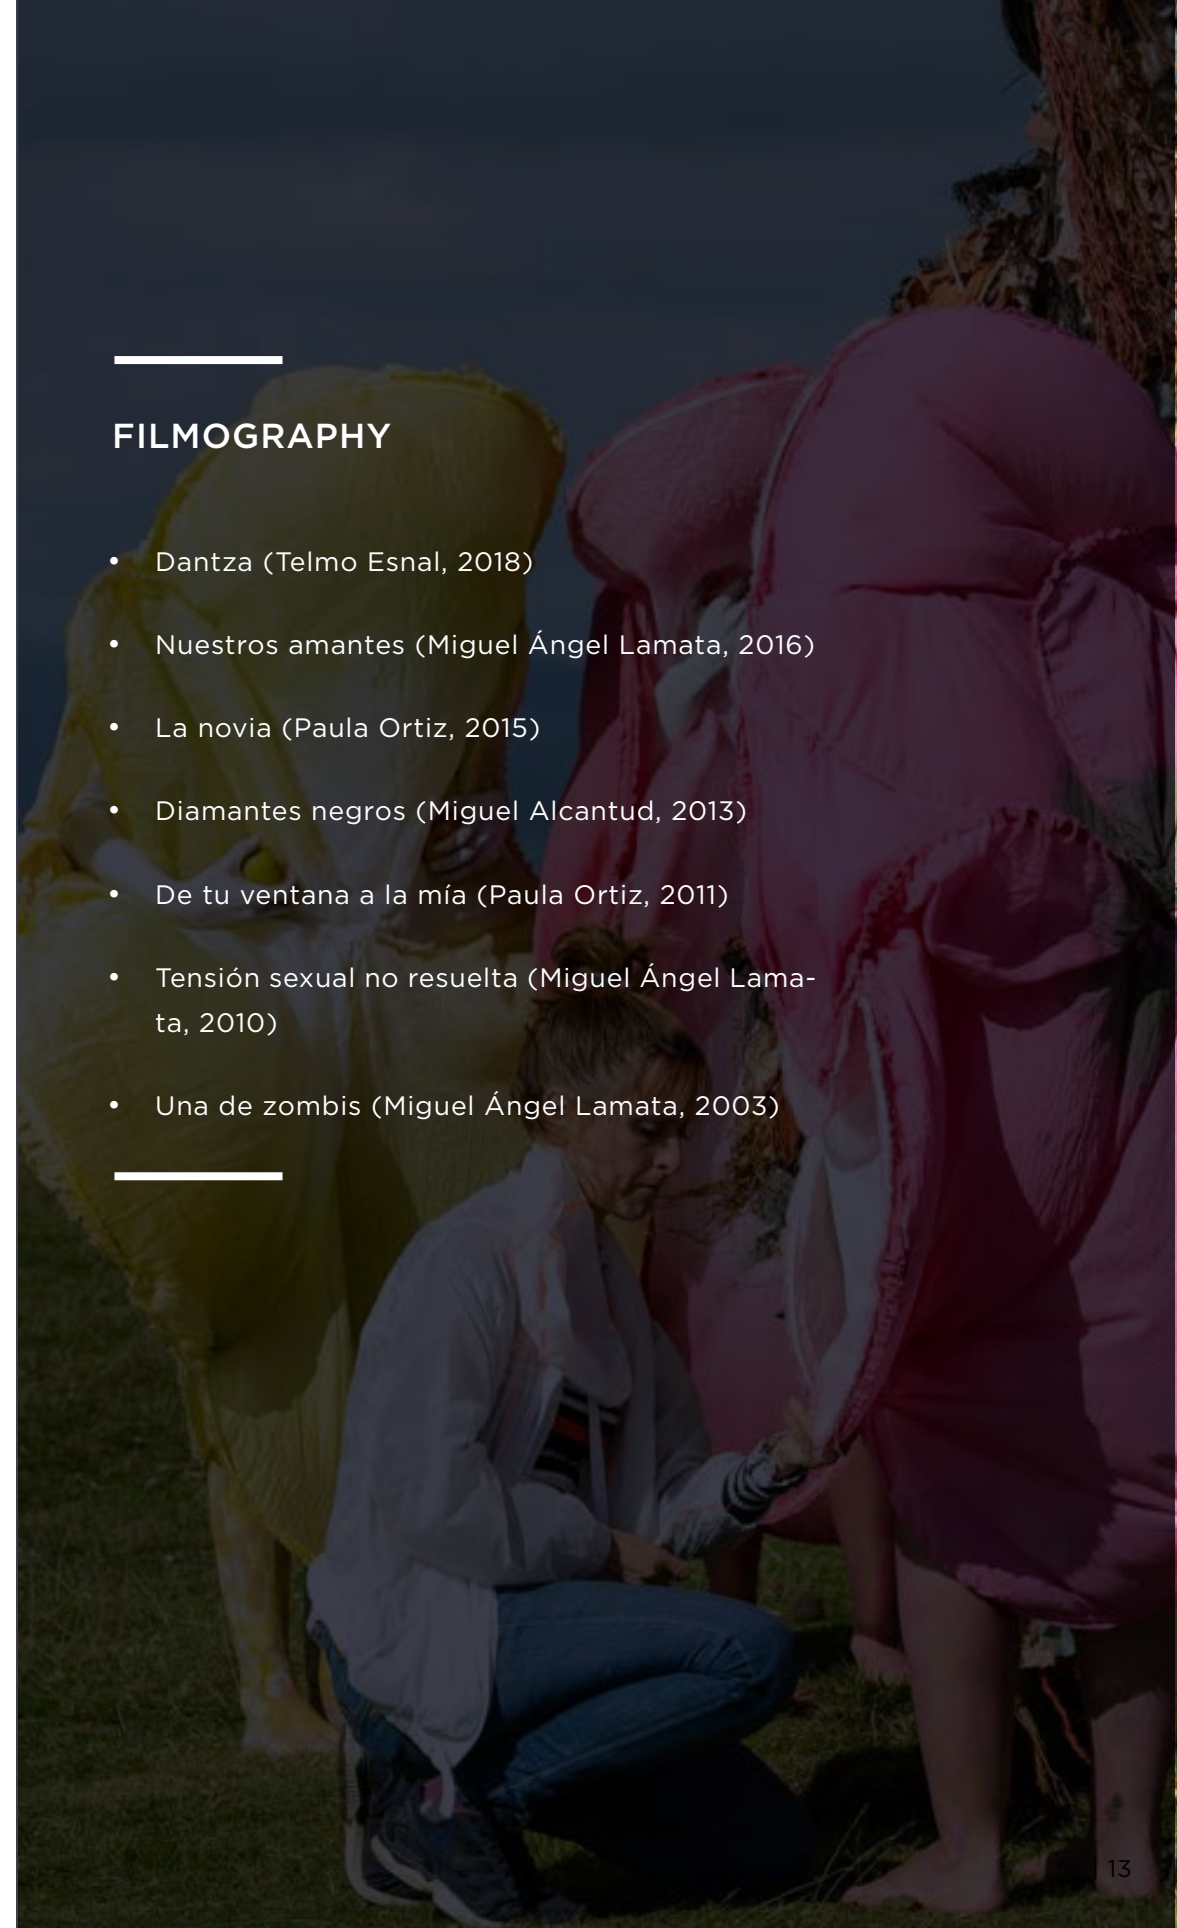 FILMOGRAPHY
• Dantza (Telmo Esnal, 2018)
• Nuestros amantes (Miguel Ángel Lamata, 2016)
• La novia (Paula Ortiz, 2015)
• Diamantes negros (Miguel Alcantud, 2013)
• De tu ventana a la mía (Paula Ortiz, 2011)
• Tensión sexual no resuelta (Miguel Ángel Lama-
ta, 2010)
• Una de zombis (Miguel Ángel Lamata, 2003)
| 13